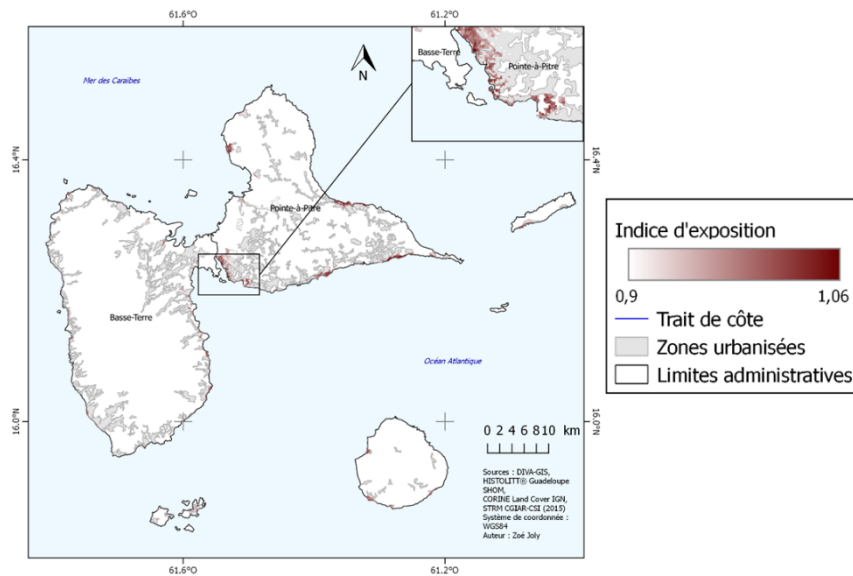 61.6°O
61.2°O
Mer des Caraïbes
N
Basse-Terre
Pointe-à-Pitre
16.4°N
16.4°N
Pointe-à-Pitre
Basse-Terre
Océan Atlantique
16.0°N
16.0°N
0 2 4 6 8 10 km
Sources : DIVA-GIS,
HISTOLITT® Guadeloupe
SHOM,
CORINE Land Cover IGN,
STRM CGIAR-CSI (2015)
Système de coordonnée :
WGS84
Auteur : Zoé Joly
61.6°O
61.2°O
Indice d'exposition
0,9
1,06
Trait de côte
Zones urbanisées
Limites administratives